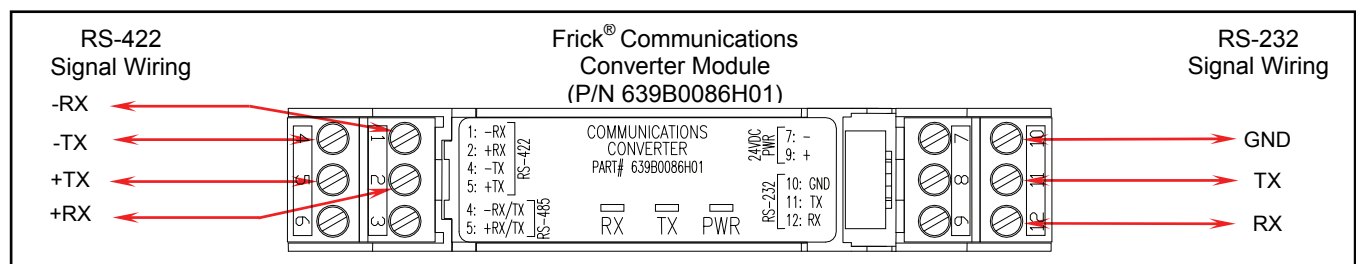 RS-422
Signal Wiring
Frick® Communications
Converter Module
(P/N 639B0086H01)
RS-232
Signal Wiring
-RX
-TX
+TX
+RX
4
5
6
1
2
3
1: -RX
2: +RX
4: -TX
5: +TX
RS-422
4: -RX/TX
5: +RX/TX
RS-485
COMMUNICATIONS
CONVERTER
PART# 639B0086H01
RX TX PWR
24VDC
PWR
7: -
9: +
RS-232
10: GND
11: TX
12: RX
7
8
9
10
11
12
GND
TX
RX